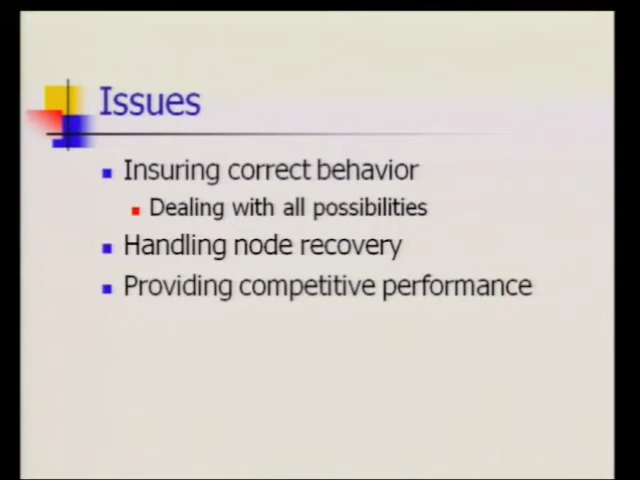 Issues
Insuring correct behavior
Dealing with all possibilities
Handling node recovery
Providing competitive performance